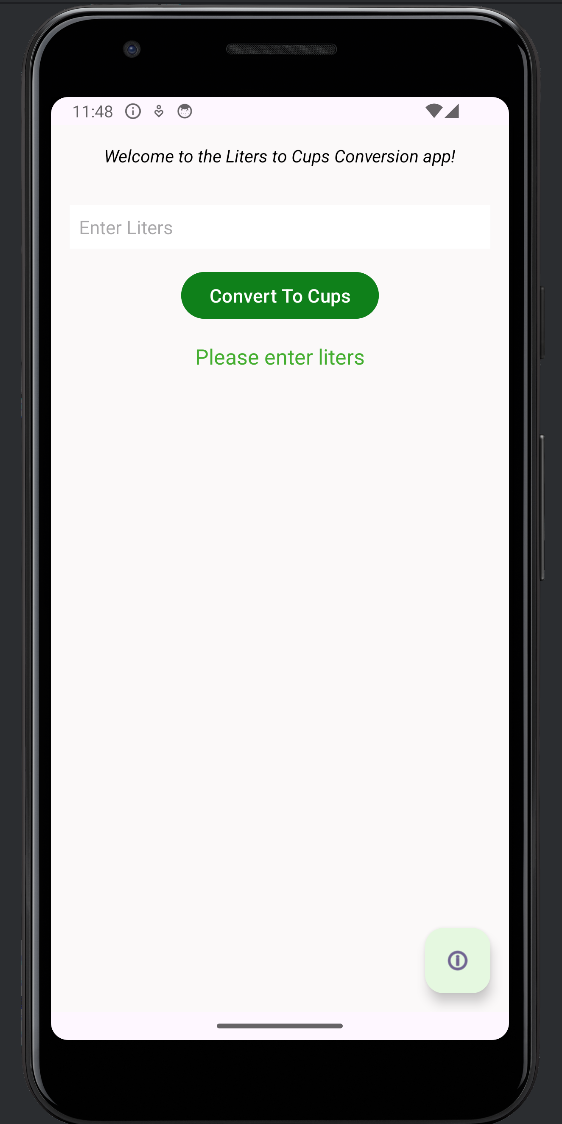 11:48
Welcome to the Liters to Cups Conversion app!
Enter Liters
Convert To Cups
Please enter liters